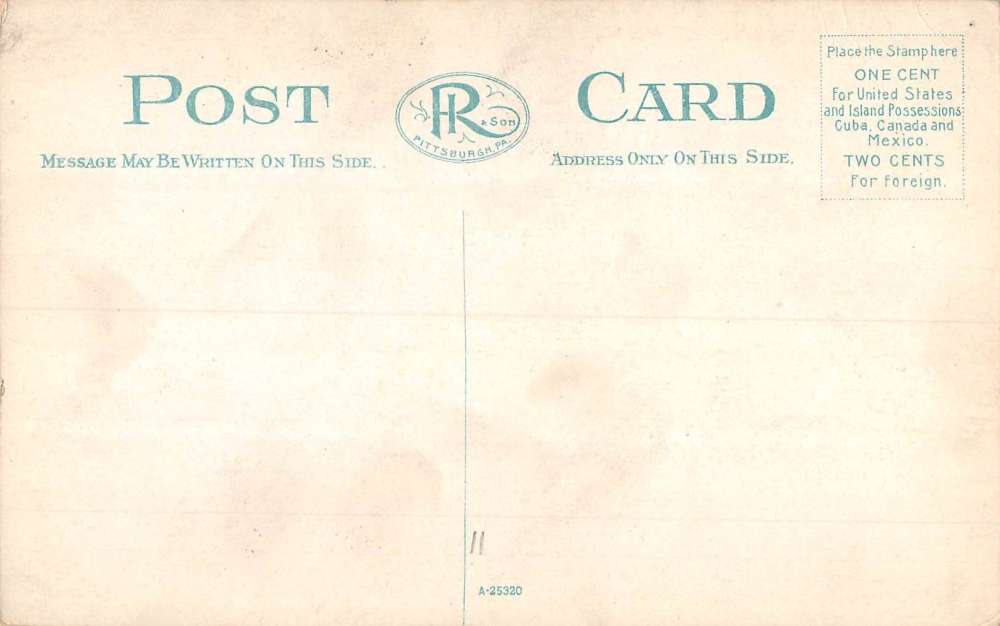 POST CARD
R & SON
PITTSBURGH, PA.
MESSAGE MAY BE WRITTEN ON THIS SIDE. .
ADDRESS ONLY ON THIS SIDE.
Place the Stamp here
ONE CENT
For United States
and Island Possessions
Cuba, Canada and
Mexico.
TWO CENTS
For Foreign.
11
A-25320